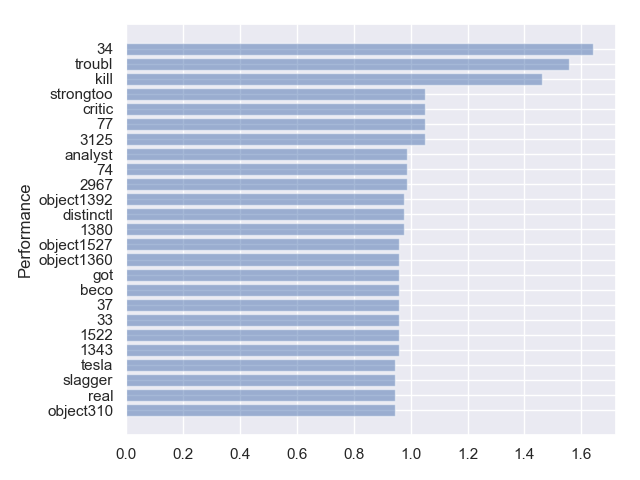 34
troubl
kill
strongtoo
critic
77
3125
analyst
74
2967
object1392
distinctl
1380
object1527
object1360
got
beco
37
33
1522
1343
tesla
slagger
real
object310
Performance
0.0 0.2 0.4 0.6 0.8 1.0 1.2 1.4 1.6